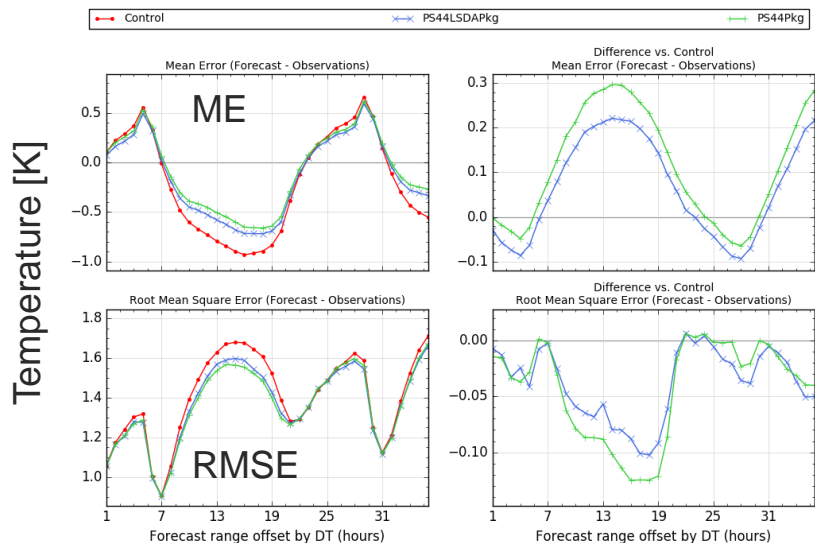 Control
PS44LSDAPkg
PS44Pkg
Temperature [K]
Mean Error (Forecast - Observations)
ME
0.5
0.0
−0.5
−1.0
Difference vs. Control
Mean Error (Forecast - Observations)
0.3
0.2
0.1
0.0
−0.1
Root Mean Square Error (Forecast - Observations)
RMSE
1.8
1.6
1.4
1.2
1.0
1 7 13 19 25 31
Forecast range offset by DT (hours)
Difference vs. Control
Root Mean Square Error (Forecast - Observations)
0.00
−0.05
−0.10
1 7 13 19 25 31
Forecast range offset by DT (hours)